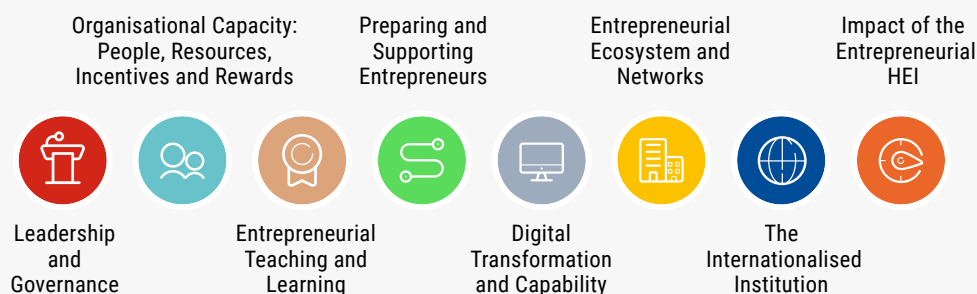 Organisational Capacity:
People, Resources,
Incentives and Rewards
Preparing and
Supporting
Entrepreneurs
Entrepreneurial
Ecosystem and
Networks
Impact of the
Entrepreneurial
HEI
Leadership
and
Governance
Entrepreneurial
Teaching and
Learning
Digital
Transformation
and Capability
The
Internationalised
Institution